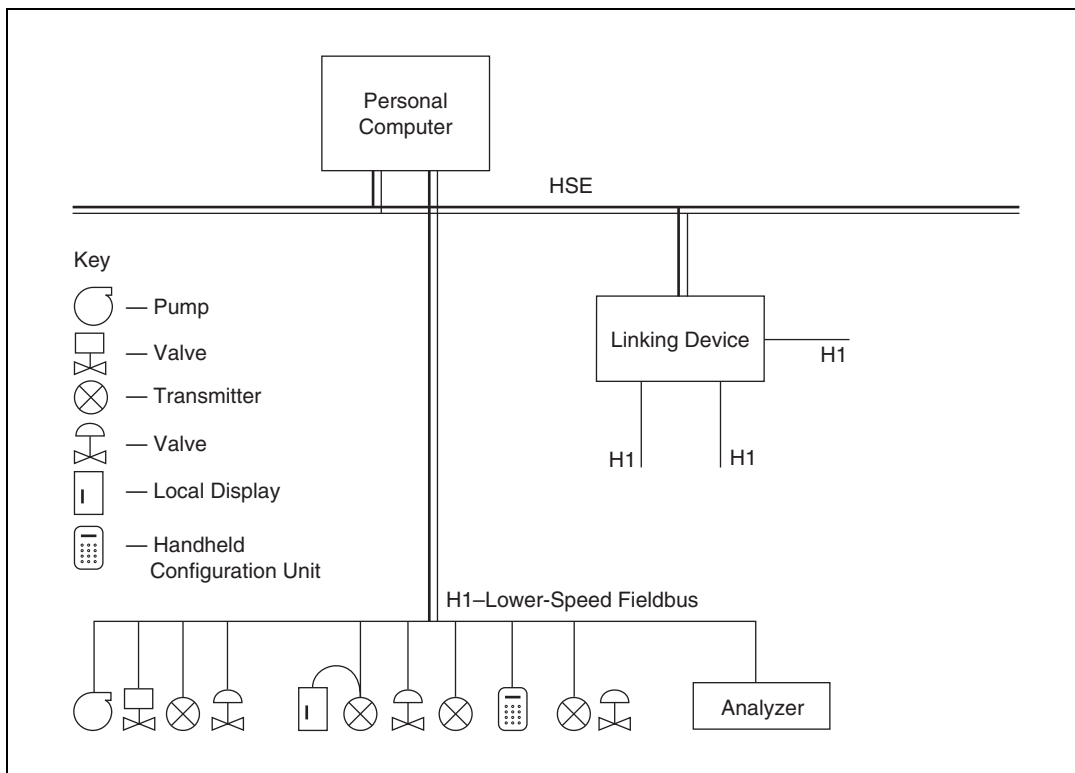 Personal
Computer
HSE
Key
— Pump
— Valve
— Transmitter
— Valve
— Local Display
— Handheld
Configuration Unit
Linking Device
H1
H1
H1
H1–Lower-Speed Fieldbus
Analyzer